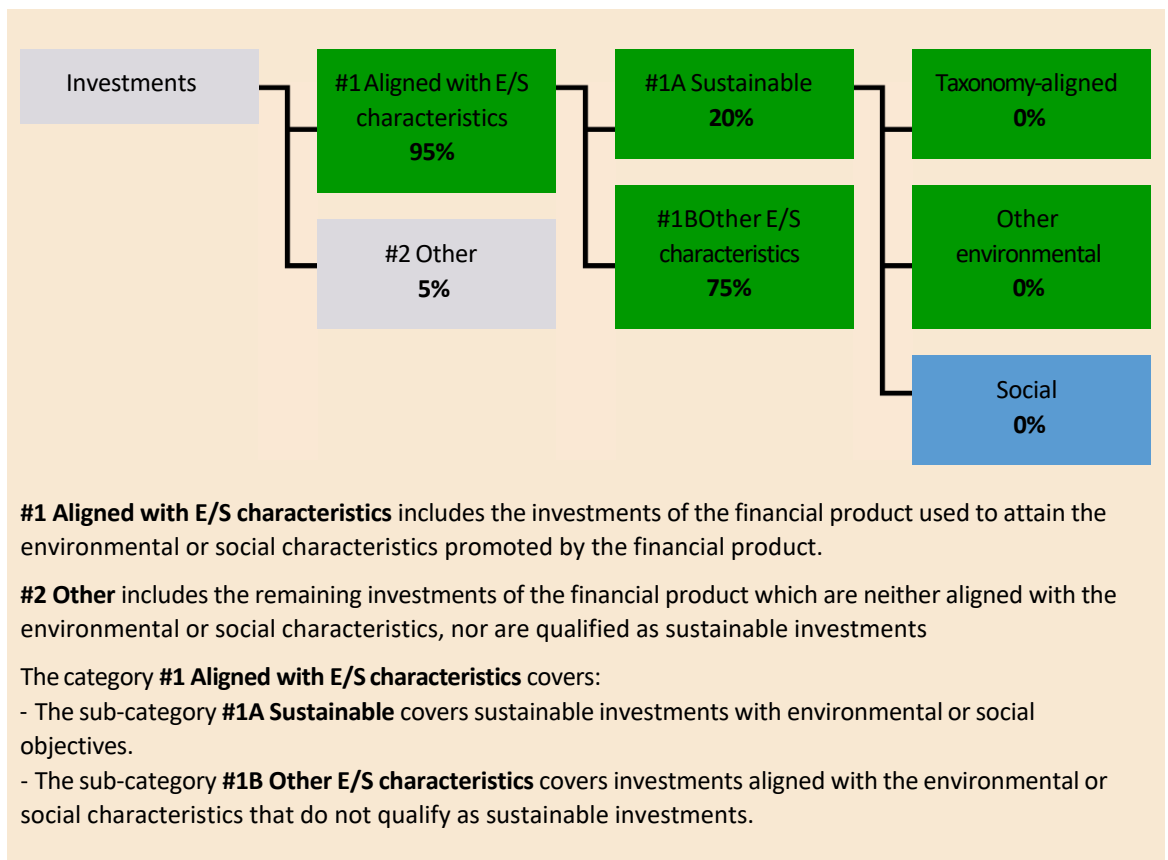 Investments
#1 Aligned with E/S
characteristics
95%
#2 Other
5%
#1A Sustainable
20%
#1BOther E/S
characteristics
75%
Taxonomy-aligned
0%
Other
environmental
0%
Social
0%
#1 Aligned with E/S characteristics includes the investments of the financial product used to attain the
environmental or social characteristics promoted by the financial product.
#2 Other includes the remaining investments of the financial product which are neither aligned with the
environmental or social characteristics, nor are qualified as sustainable investments
The category #1 Aligned with E/S characteristics covers:
- The sub-category #1A Sustainable covers sustainable investments with environmental or social
objectives.
- The sub-category #1B Other E/S characteristics covers investments aligned with the environmental or
social characteristics that do not qualify as sustainable investments.